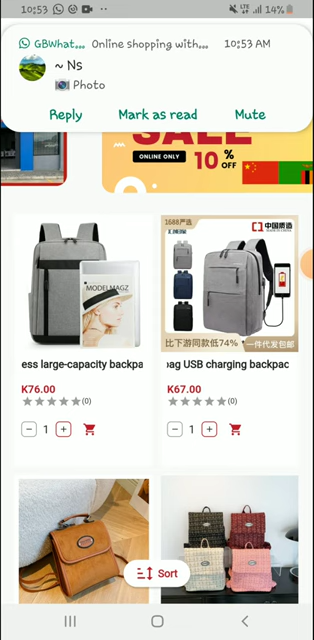 10:53
LTE
14%
GBWhat... Online shopping with... 10:53 AM
~ Ns
Photo
Reply
Mark as read
Mute
SALE
ONLINE ONLY
10 % OFF
MODELMAGZ
1688严选
中国质造
比下游同款低74%
一件代发包邮
ess large-capacity backpa
bag USB charging backpac
K76.00
K67.00
(0)
(0)
− 1 +
− 1 +
Sort